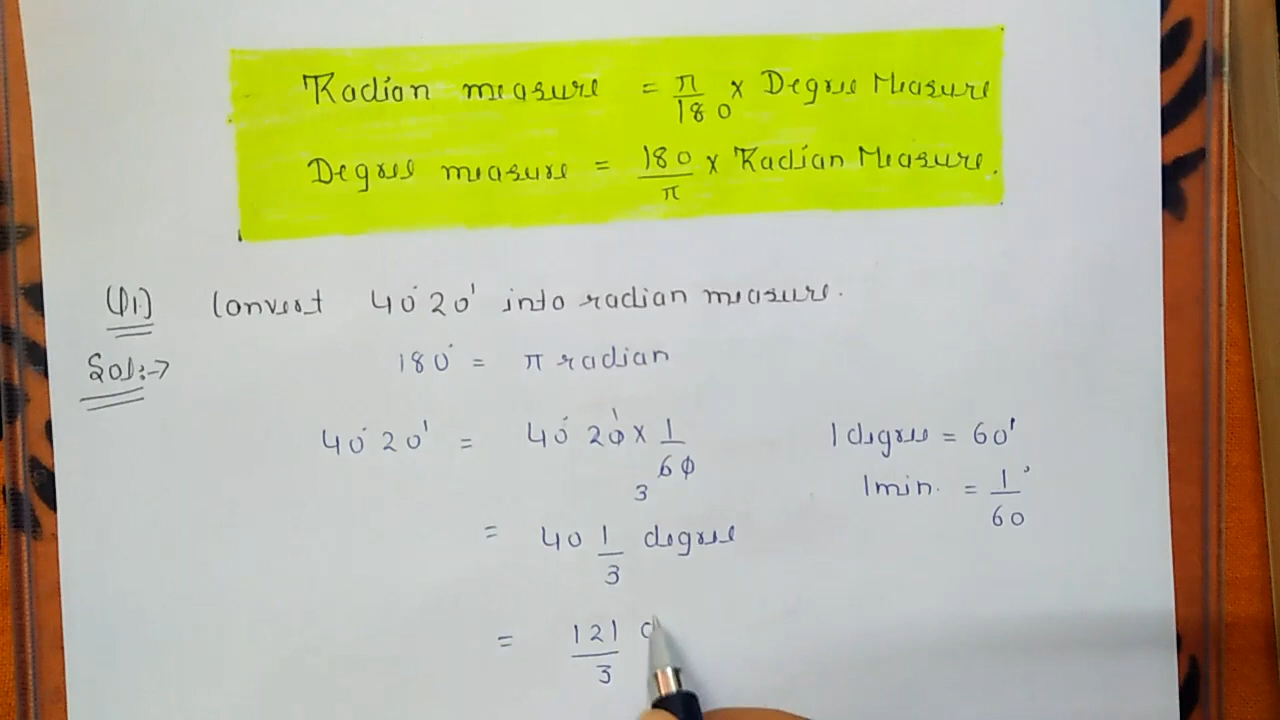 Radian measure = π/180 × Degree Measure
Degree measure = 180/π × Radian Measure.
(Q1.) Convert 40° 20' into radian measure.
Sol:→ 180° = π radian
40° 20' = 40° 20' × 1/60 1 degree = 60'
3 1 min. = 1/60°
= 40 1/3 degree
= 121/3 d